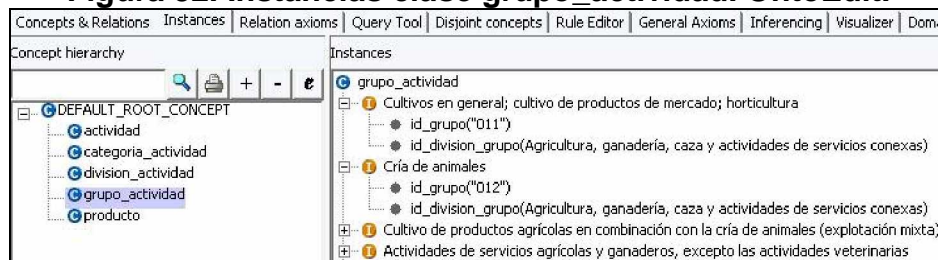 Concepts & Relations Instances Relation axioms Query Tool Disjoint concepts Rule Editor General Axioms Inferencing Visualizer
Concept hierarchy
DEFAULT_ROOT_CONCEPT
actividad
categoria_actividad
division_actividad
grupo_actividad
producto
Instances
grupo_actividad
Cultivos en general; cultivo de productos de mercado; horticultura
id_grupo("011")
id_division_grupo(Agricultura, ganadería, caza y actividades de servicios conexas)
Cría de animales
id_grupo("012")
id_division_grupo(Agricultura, ganadería, caza y actividades de servicios conexas)
Cultivo de productos agrícolas en combinación con la cría de animales (explotación mixta)
Actividades de servicios agrícolas y ganaderos, excepto las actividades veterinarias